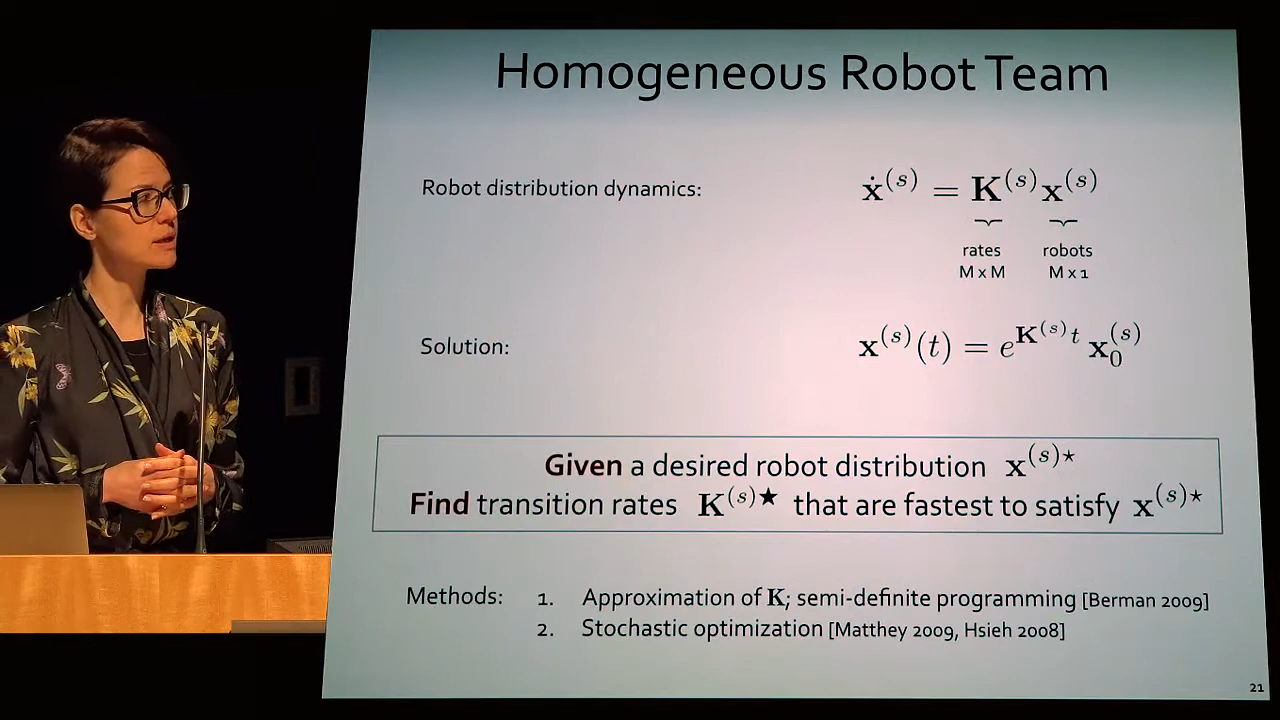 Homogeneous Robot Team
Robot distribution dynamics: ẋ^(s) = K^(s) x^(s)
rates robots
M x M M x 1
Solution: x^(s)(t) = e^(K^(s) t) x_0^(s)
Given a desired robot distribution x^(s)⋆
Find transition rates K^(s)★ that are fastest to satisfy x^(s)⋆
Methods: 1. Approximation of K; semi-definite programming [Berman 2009]
2. Stochastic optimization [Matthey 2009, Hsieh 2008]
21